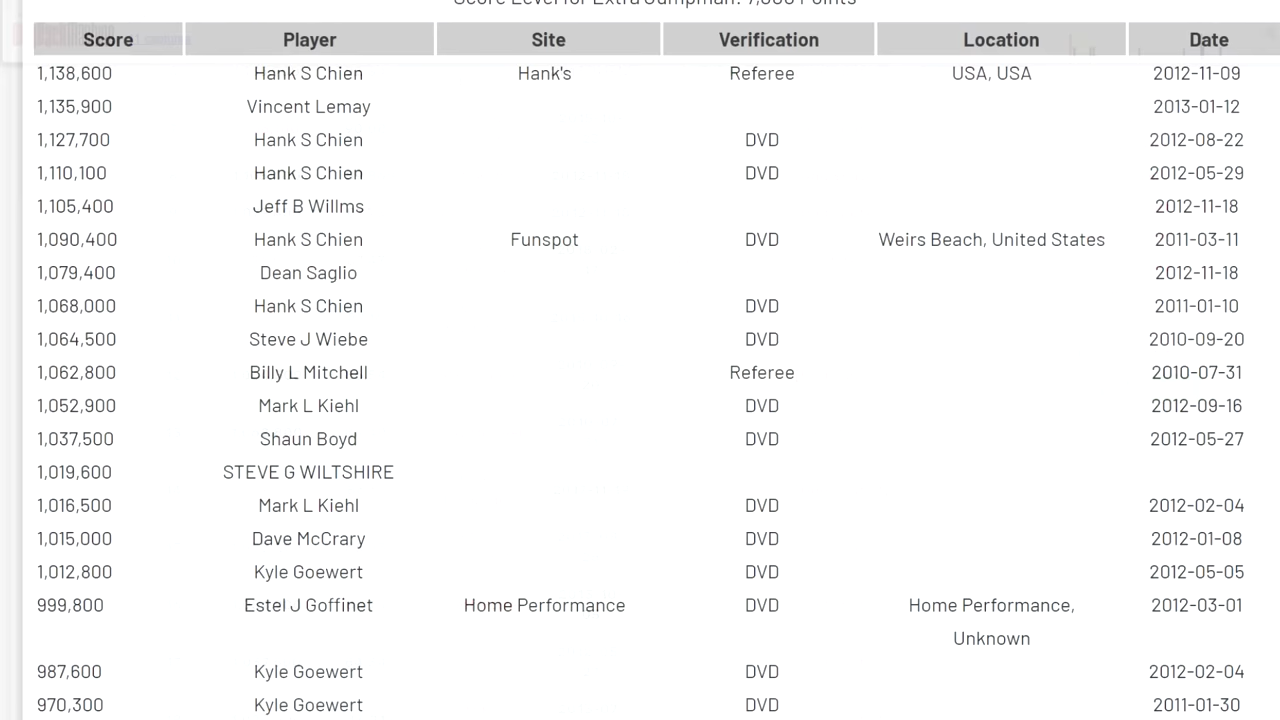 Score Level for Extra Jumpman: 7,000 Points
Score Player Site Verification Location Date
1,138,600 Hank S Chien Hank's Referee USA, USA 2012-11-09
1,135,900 Vincent Lemay 2013-01-12
1,127,700 Hank S Chien DVD 2012-08-22
1,110,100 Hank S Chien DVD 2012-05-29
1,105,400 Jeff B Willms 2012-11-18
1,090,400 Hank S Chien Funspot DVD Weirs Beach, United States 2011-03-11
1,079,400 Dean Saglio 2012-11-18
1,068,000 Hank S Chien DVD 2011-01-10
1,064,500 Steve J Wiebe DVD 2010-09-20
1,062,800 Billy L Mitchell Referee 2010-07-31
1,052,900 Mark L Kiehl DVD 2012-09-16
1,037,500 Shaun Boyd DVD 2012-05-27
1,019,600 STEVE G WILTSHIRE
1,016,500 Mark L Kiehl DVD 2012-02-04
1,015,000 Dave McCrary DVD 2012-01-08
1,012,800 Kyle Goewert DVD 2012-05-05
999,800 Estel J Goffinet Home Performance DVD Home Performance, 2012-03-01
Unknown
987,600 Kyle Goewert DVD 2012-02-04
970,300 Kyle Goewert DVD 2011-01-30